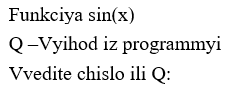 Funkciya sin(x)
Q –Vyihod iz programmyi
Vvedite chislo ili Q: